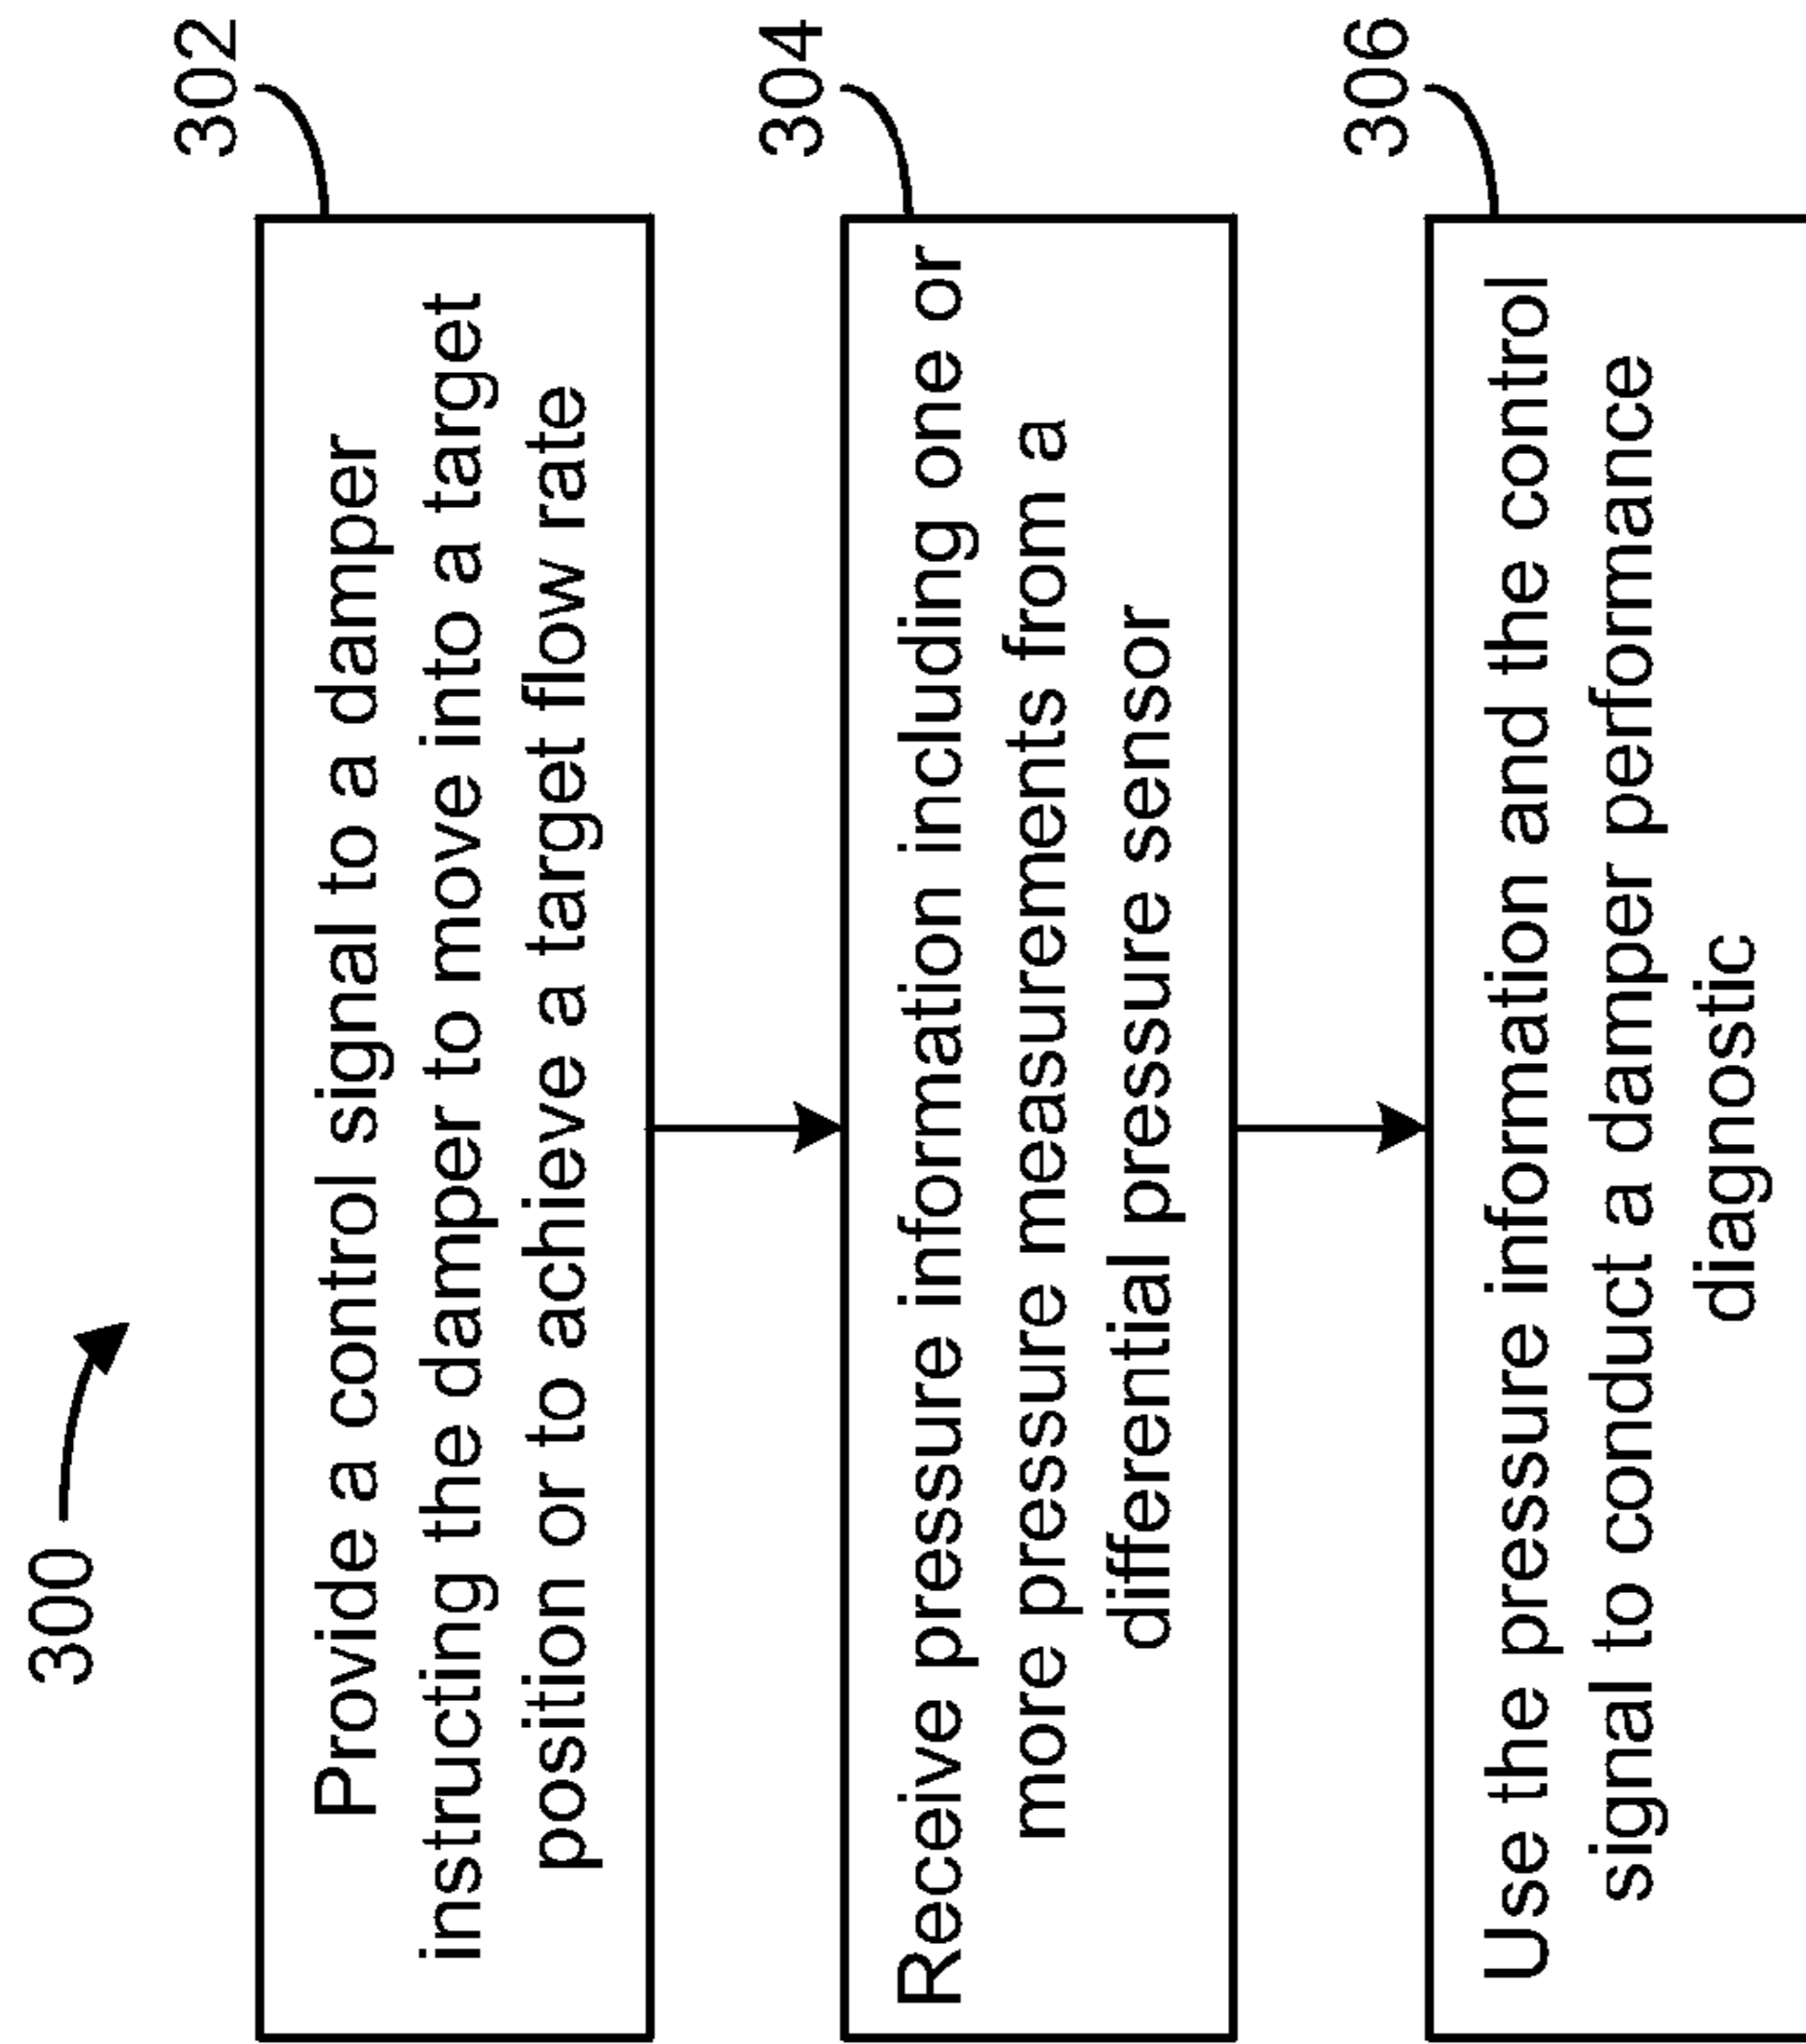 300
302
Provide a control signal to a damper
instructing the damper to move into a target
position or to achieve a target flow rate
304
Receive pressure information including one or
more pressure measurements from a
differential pressure sensor
306
Use the pressure information and the control
signal to conduct a damper performance
diagnostic